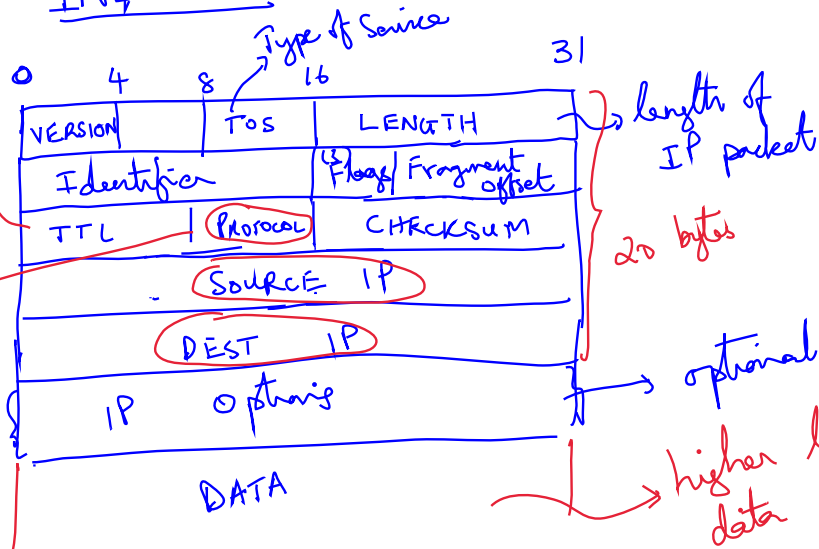 Type of Service
0 4 8 16 31
VERSION TOS LENGTH
length of
IP packet
Identifier (3) Flags/ Fragment
offset
TTL PROTOCOL CHECKSUM
20 bytes
SOURCE IP
DEST IP
IP Options
optional
DATA
higher
data